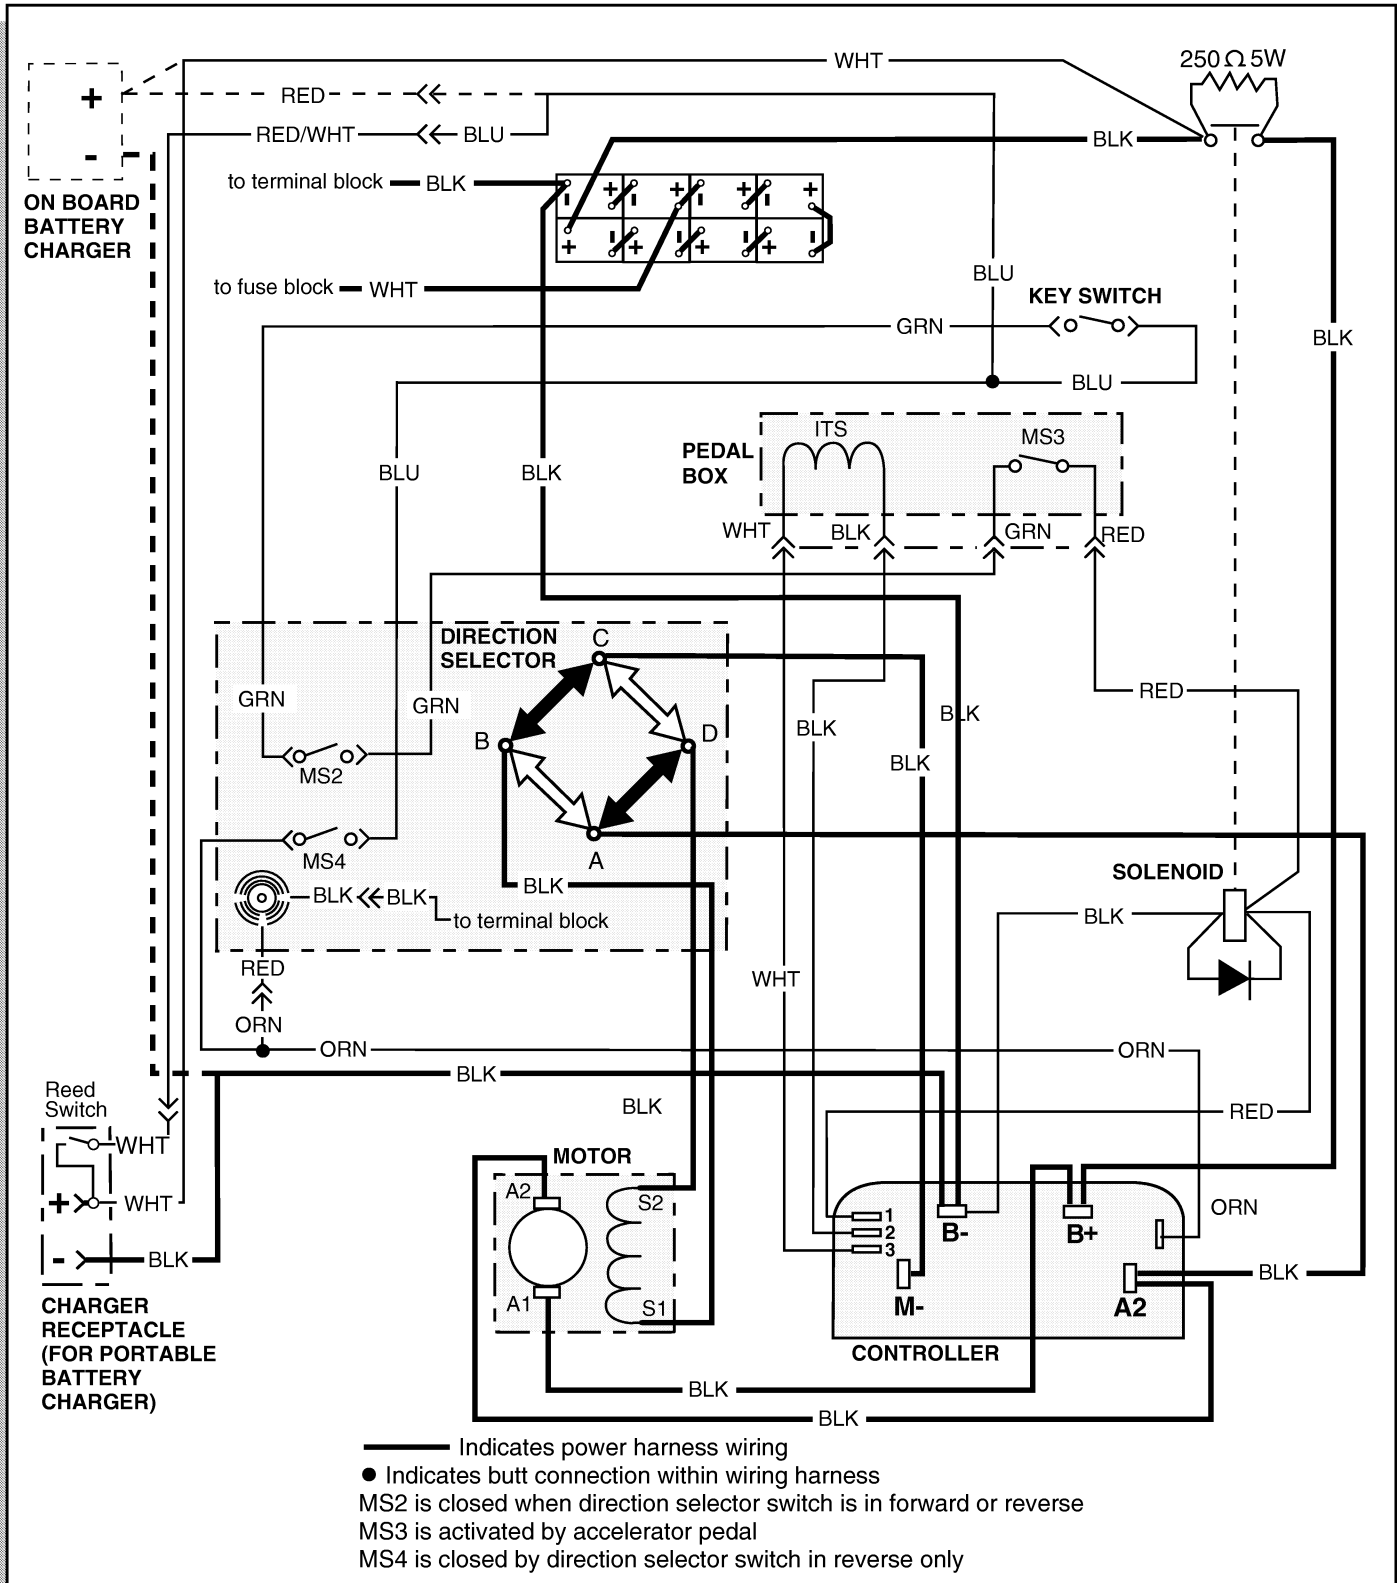 WHT
250 Ω 5W
+
RED
-
RED/WHT
BLU
BLK
ON BOARD
BATTERY
CHARGER
to terminal block
BLK
+ - + - + - + - +
+ - + - + - + -
to fuse block
WHT
BLU
KEY SWITCH
GRN
BLK
BLU
PEDAL
BOX
ITS
MS3
BLU
BLK
WHT
BLK
GRN
RED
DIRECTION
SELECTOR
C
GRN
GRN
B
D
BLK
BLK
BLK
RED
MS2
MS4
A
BLK
BLK
BLK
to terminal block
SOLENOID
BLK
RED
ORN
WHT
ORN
ORN
BLK
Reed
Switch
BLK
RED
WHT
MOTOR
+
WHT
A2
S2
ORN
1
2
3
B-
B+
-
BLK
A1
S1
M-
A2
BLK
CHARGER
RECEPTACLE
(FOR PORTABLE
BATTERY
CHARGER)
CONTROLLER
BLK
BLK
Indicates power harness wiring
Indicates butt connection within wiring harness
MS2 is closed when direction selector switch is in forward or reverse
MS3 is activated by accelerator pedal
MS4 is closed by direction selector switch in reverse only